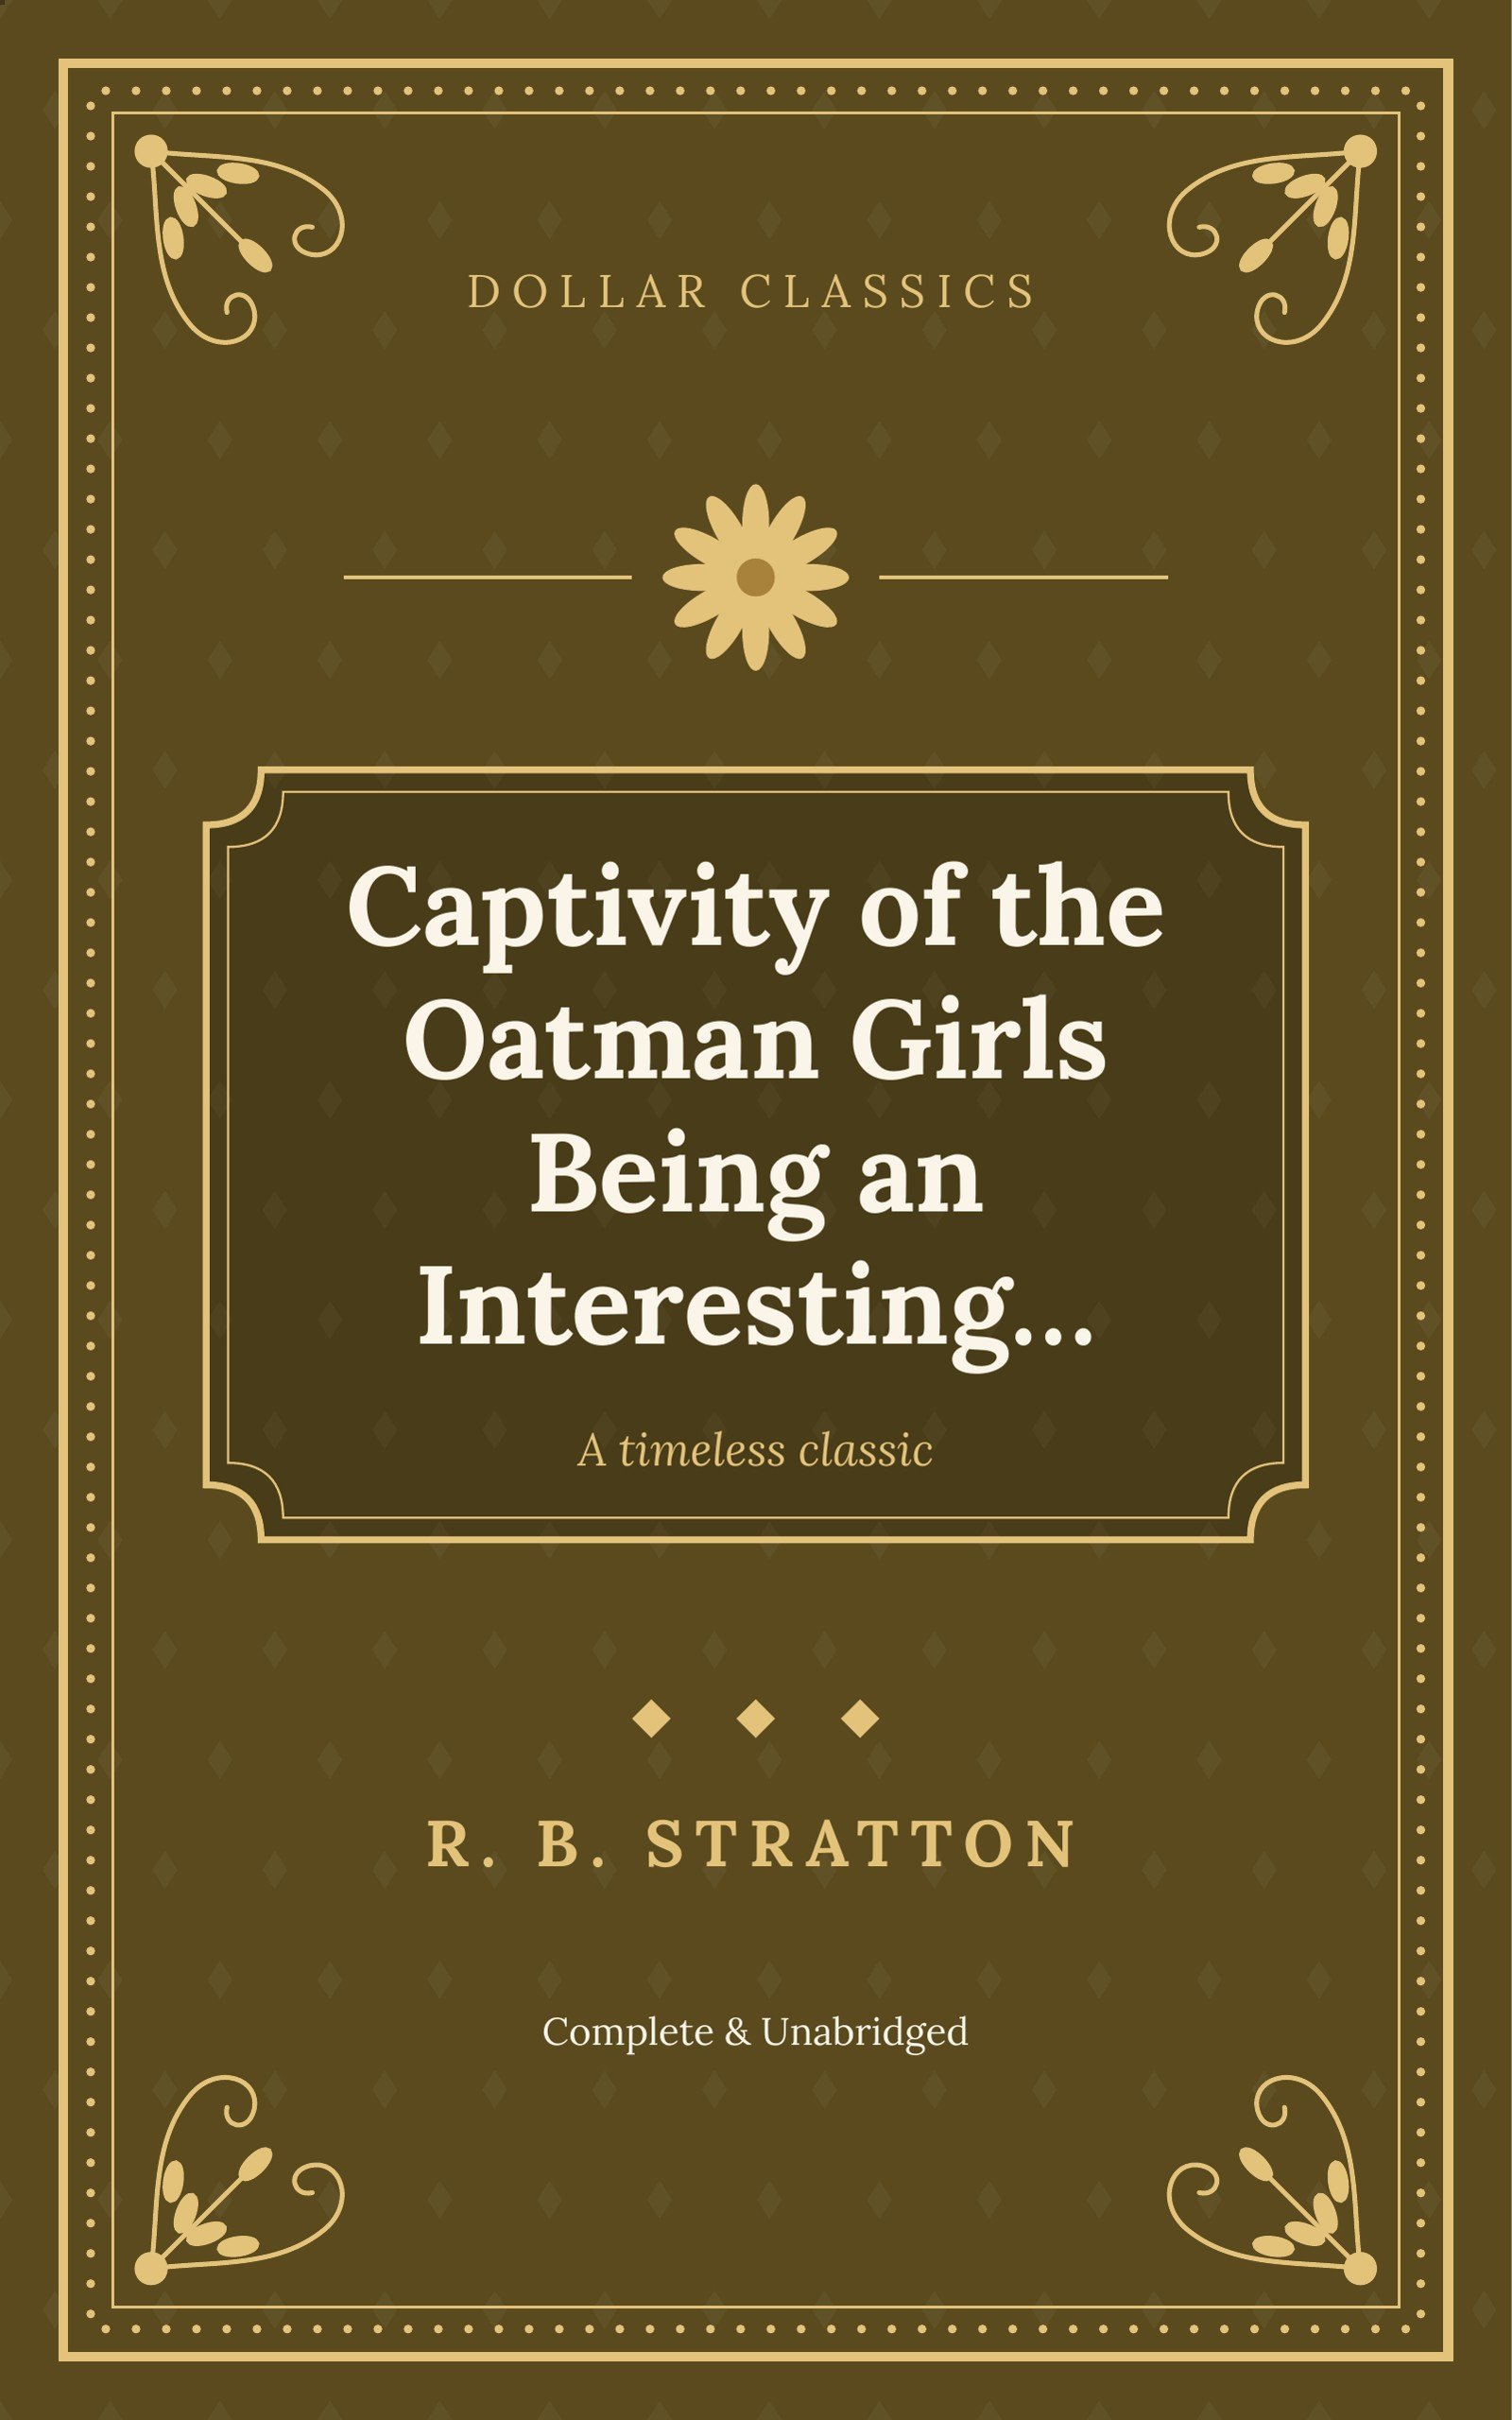 DOLLAR CLASSICS
Captivity of the
Oatman Girls
Being an
Interesting...
A timeless classic
R. B. STRATTON
Complete & Unabridged